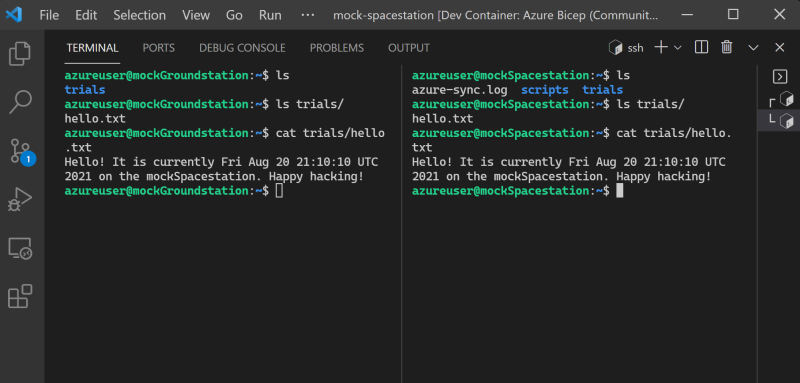 File Edit Selection View Go Run ··· mock-spacestation [Dev Container: Azure Bicep (Communit...
TERMINAL PORTS DEBUG CONSOLE PROBLEMS OUTPUT ssh
azureuser@mockGroundstation:~$ ls
trials
azureuser@mockGroundstation:~$ ls trials/
hello.txt
azureuser@mockGroundstation:~$ cat trials/hello
.txt
Hello! It is currently Fri Aug 20 21:10:10 UTC
2021 on the mockSpacestation. Happy hacking!
azureuser@mockGroundstation:~$
azureuser@mockSpacestation:~$ ls
azure-sync.log scripts trials
azureuser@mockSpacestation:~$ ls trials/
hello.txt
azureuser@mockSpacestation:~$ cat trials/hello.
txt
Hello! It is currently Fri Aug 20 21:10:10 UTC
2021 on the mockSpacestation. Happy hacking!
azureuser@mockSpacestation:~$
1